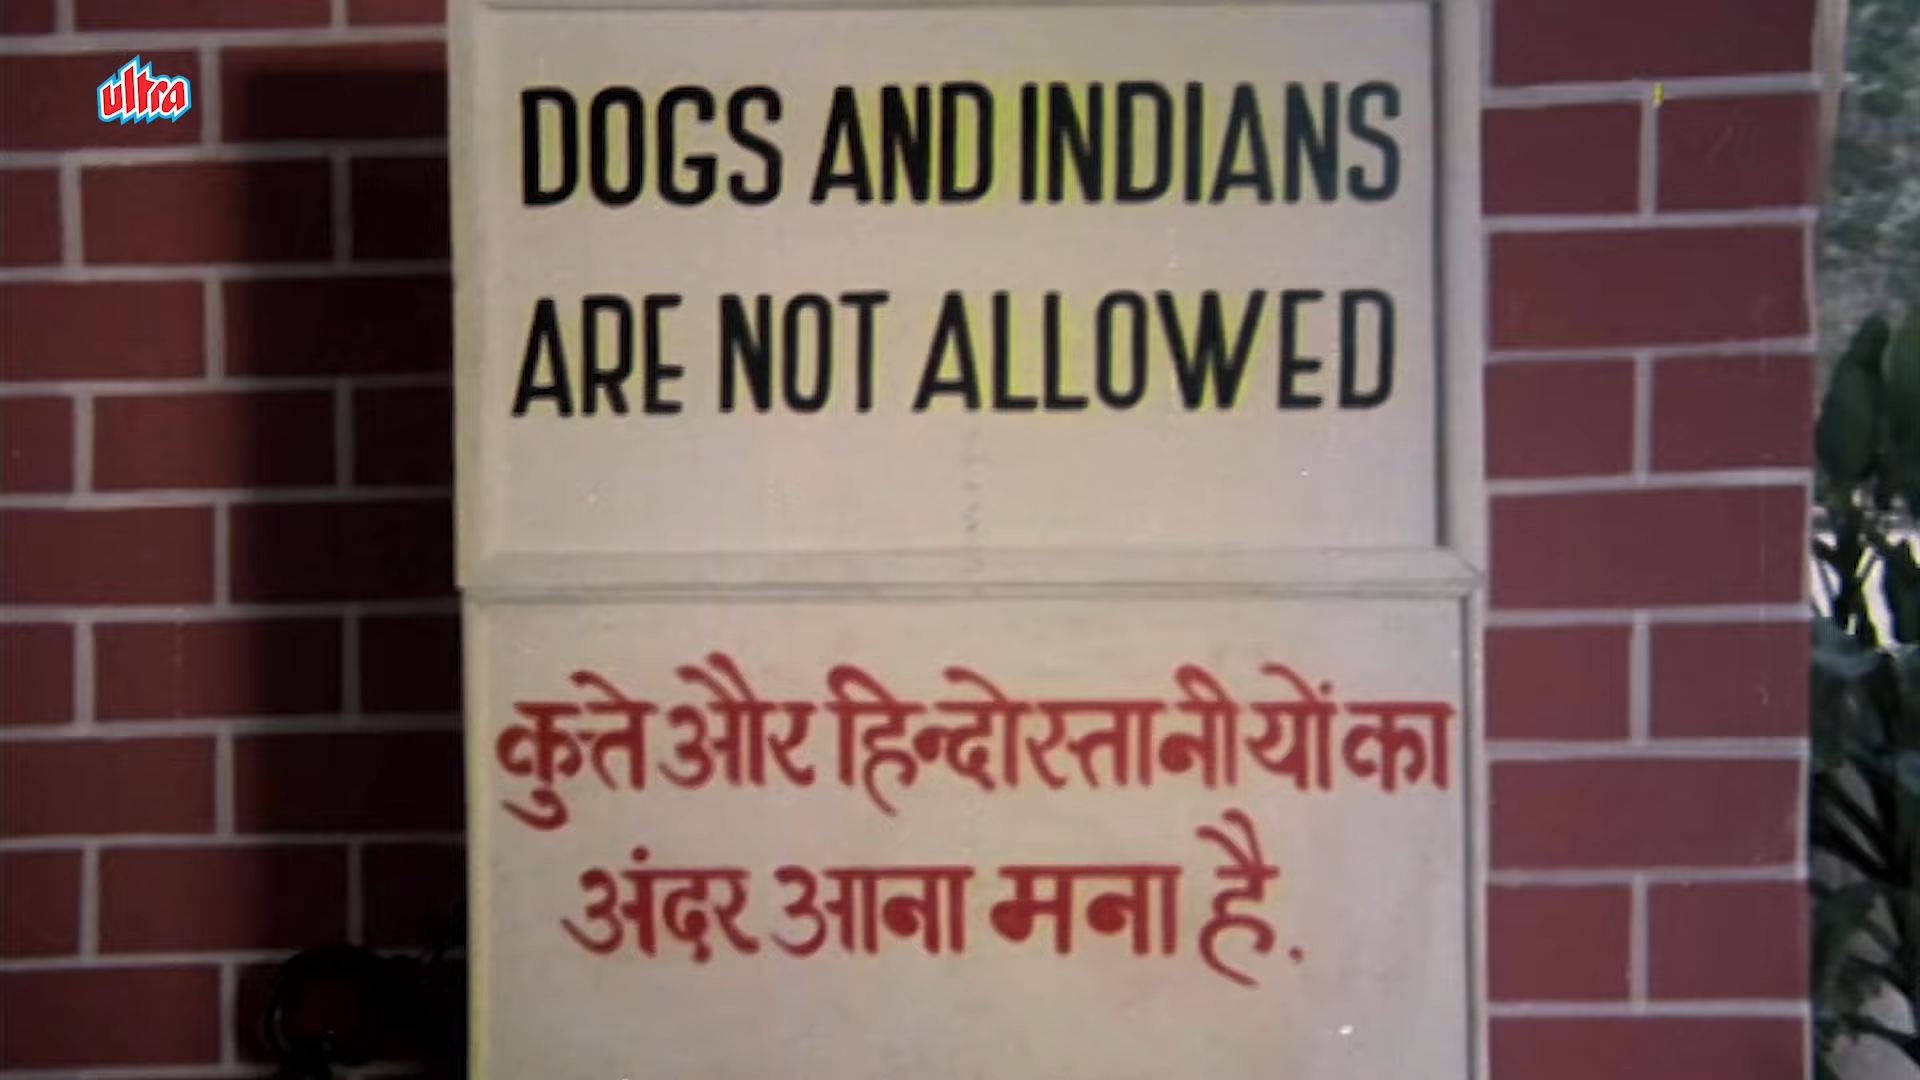 ultra
DOGS AND INDIANS
ARE NOT ALLOWED
कुत्ते और हिन्दोस्तानीयों का
अंदर आना मना है.